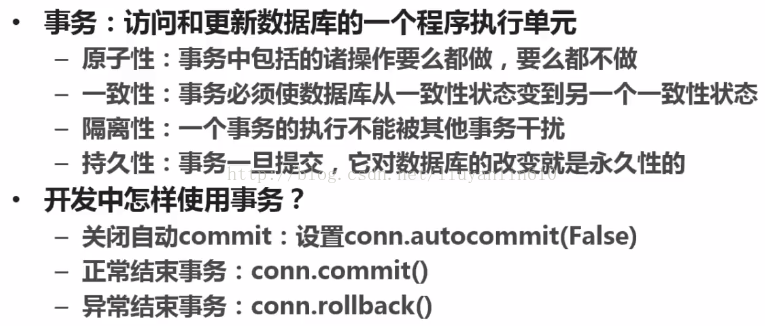 • 事务：访问和更新数据库的一个程序执行单元
– 原子性：事务中包括的诸操作要么都做，要么都不做
– 一致性：事务必须使数据库从一致性状态变到另一个一致性状态
– 隔离性：一个事务的执行不能被其他事务干扰
– 持久性：事务一旦提交，它对数据库的改变就是永久性的
• 开发中怎样使用事务？
– 关闭自动commit：设置conn.autocommit(False)
– 正常结束事务：conn.commit()
– 异常结束事务：conn.rollback()